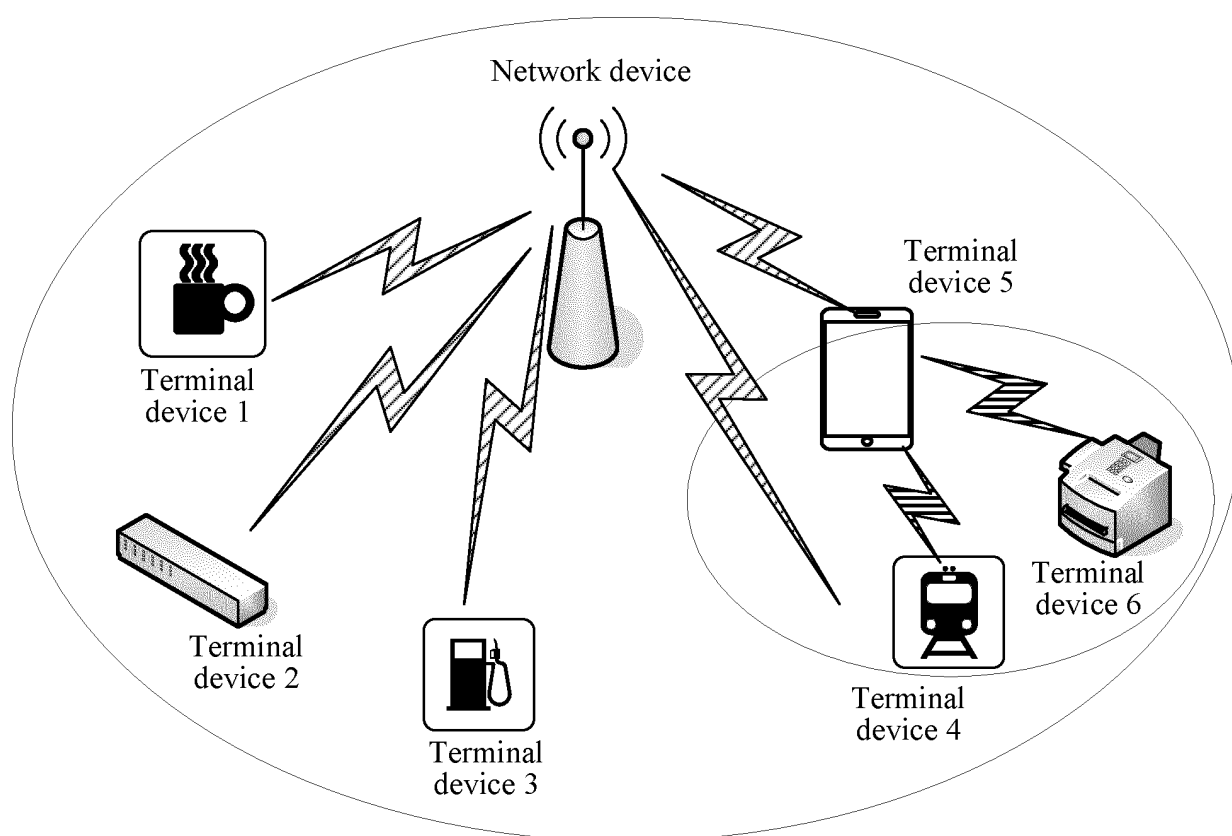 Network device
Terminal
device 5
Terminal
device 1
Terminal
device 6
Terminal
device 2
Terminal
device 4
Terminal
device 3